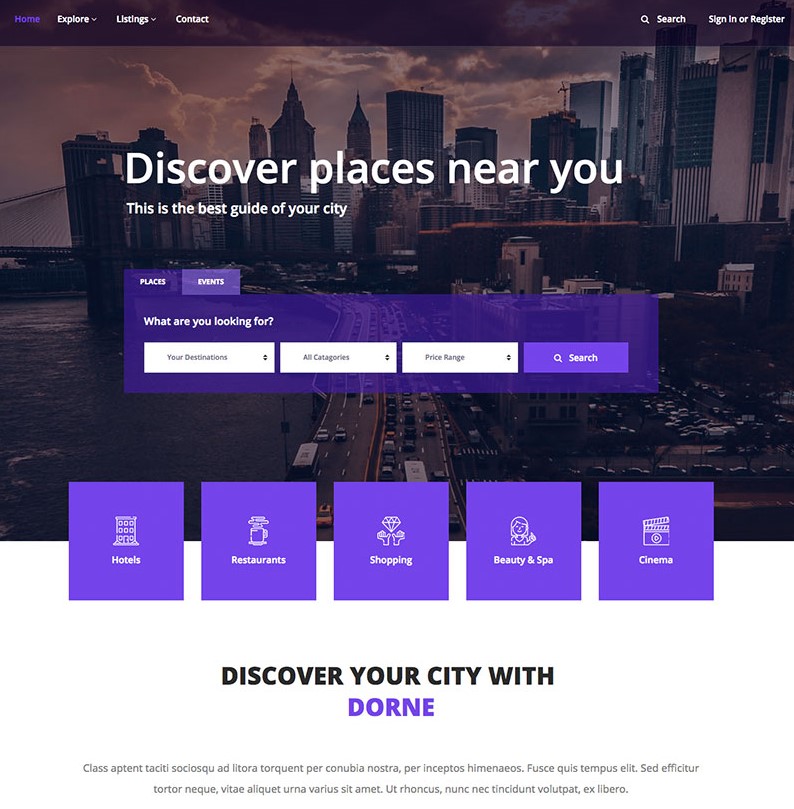 Home Explore Listings Contact Search Sign in or Register
Discover places near you
This is the best guide of your city
PLACES EVENTS
What are you looking for?
Your Destinations All Catagories Price Range Search
Hotels Restaurants Shopping Beauty & Spa Cinema
DISCOVER YOUR CITY WITH
DORNE
Class aptent taciti sociosqu ad litora torquent per conubia nostra, per inceptos himenaeos. Fusce quis tempus elit. Sed efficitur
tortor neque, vitae aliquet urna varius sit amet. Ut rhoncus, nunc nec tincidunt volutpat, ex libero.